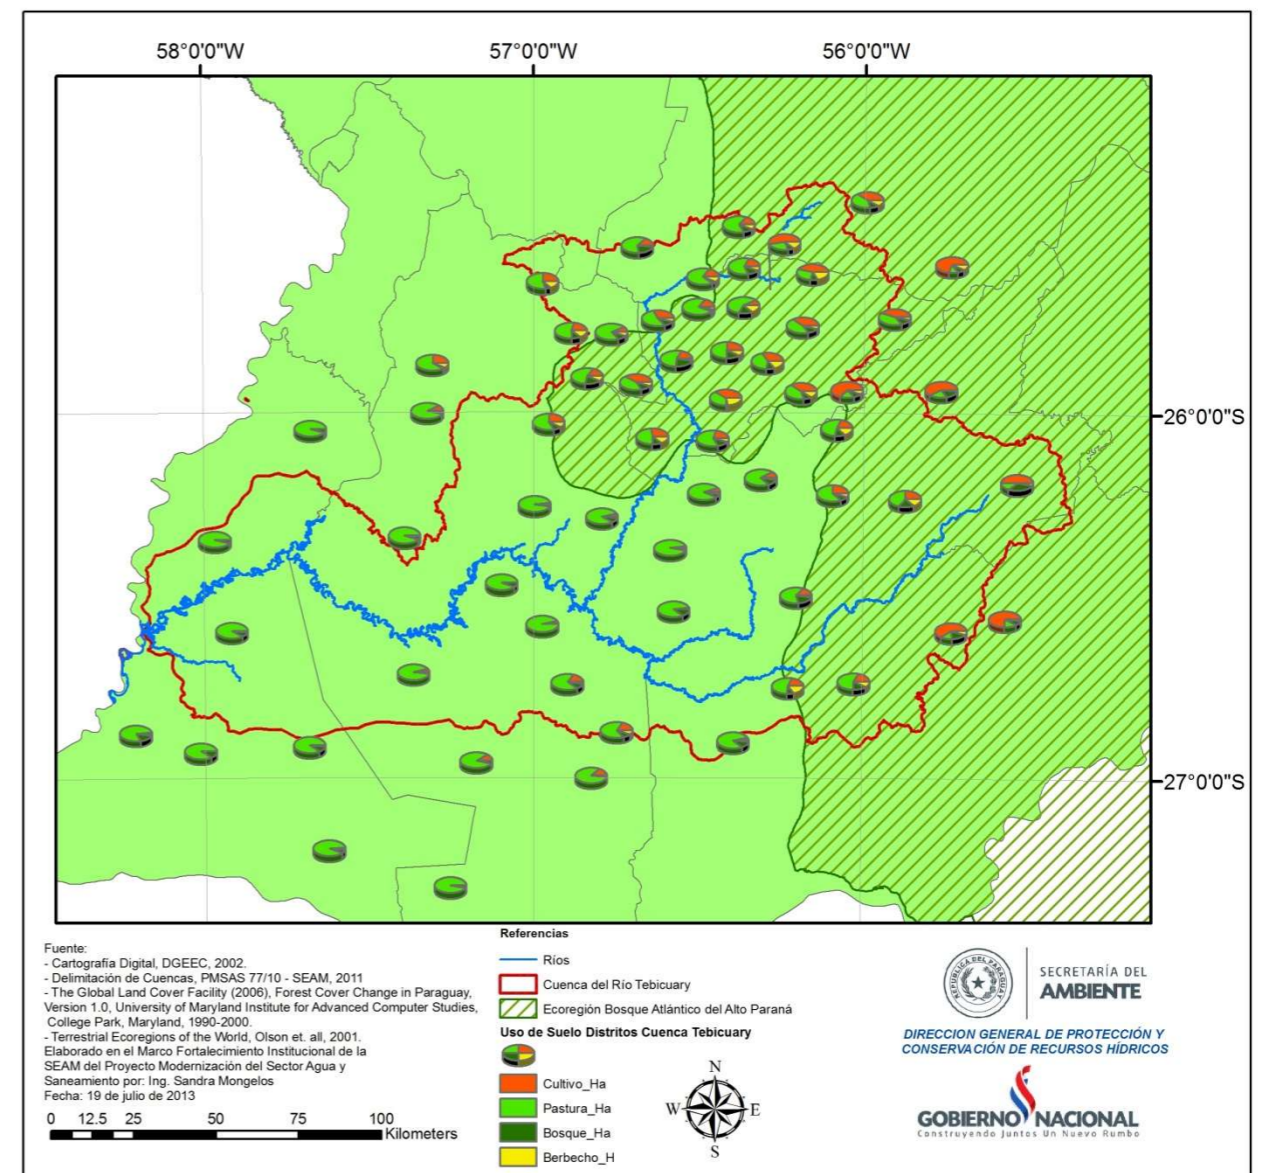 58°0'0"W 57°0'0"W 56°0'0"W
26°0'0"S
27°0'0"S
Fuente:
- Cartografía Digital, DGEEC, 2002.
- Delimitación de Cuencas, PMSAS 77/10 - SEAM, 2011
- The Global Land Cover Facility (2006), Forest Cover Change in Paraguay,
Version 1.0, University of Maryland Institute for Advanced Computer Studies,
College Park, Maryland, 1990-2000.
- Terrestrial Ecoregions of the World, Olson et. all, 2001.
Elaborado en el Marco Fortalecimiento Institucional de la
SEAM del Proyecto Modernización del Sector Agua y
Saneamiento por: Ing. Sandra Mongelos
Fecha: 19 de julio de 2013
0 12.5 25 50 75 100
Kilometers
Referencias
Ríos
Cuenca del Río Tebicuary
Ecoregión Bosque Atlántico del Alto Paraná
Uso de Suelo Distritos Cuenca Tebicuary
Cultivo_Ha
Pastura_Ha
Bosque_Ha
Berbecho_H
N
W E
S
REPUBLICA DEL PARAGUAY
SECRETARÍA DEL
AMBIENTE
DIRECCION GENERAL DE PROTECCIÓN Y
CONSERVACIÓN DE RECURSOS HÍDRICOS
GOBIERNO NACIONAL
Construyendo Juntos Un Nuevo Rumbo